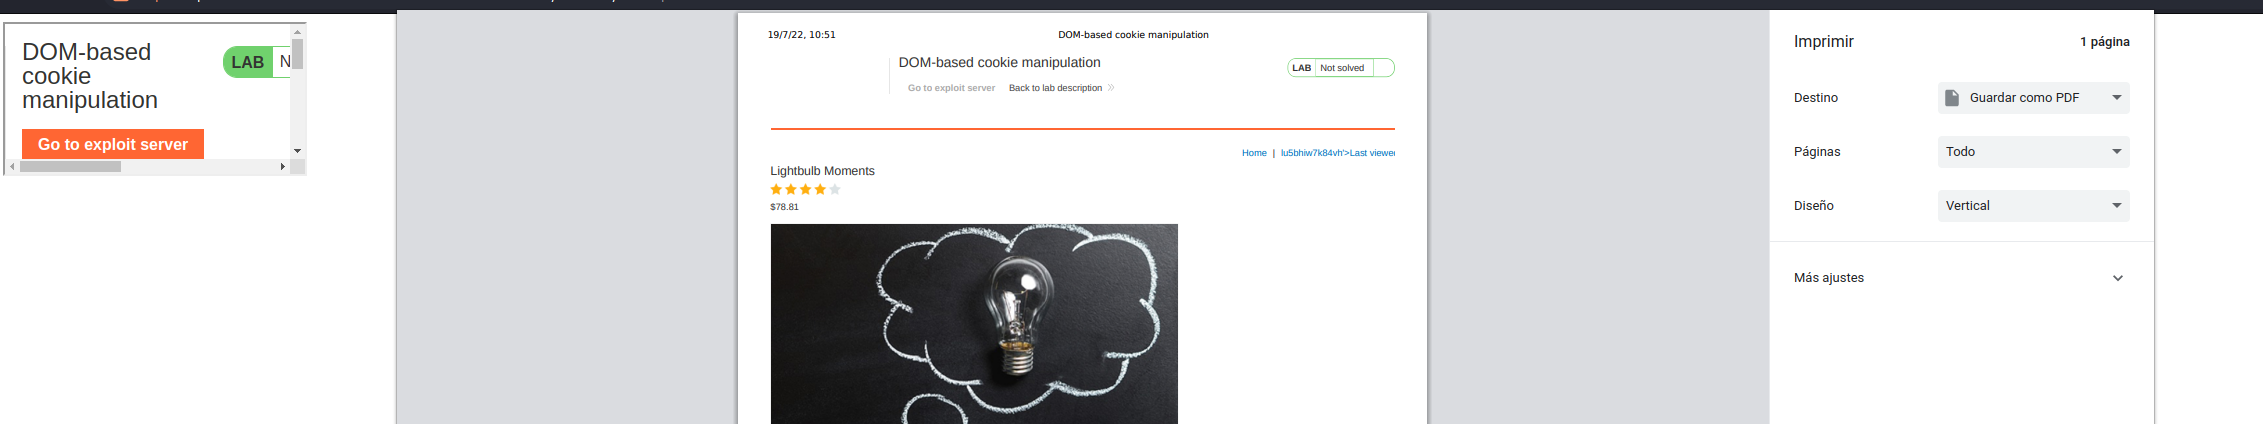 DOM-based
cookie
manipulation
LAB
Go to exploit server
19/7/22, 10:51
DOM-based cookie manipulation
DOM-based cookie manipulation
LAB Not solved
Go to exploit server Back to lab description
Home | lu5bhiw7k84vh'>Last viewe
Lightbulb Moments
$78.81
Imprimir 1 página
Destino Guardar como PDF
Páginas Todo
Diseño Vertical
Más ajustes